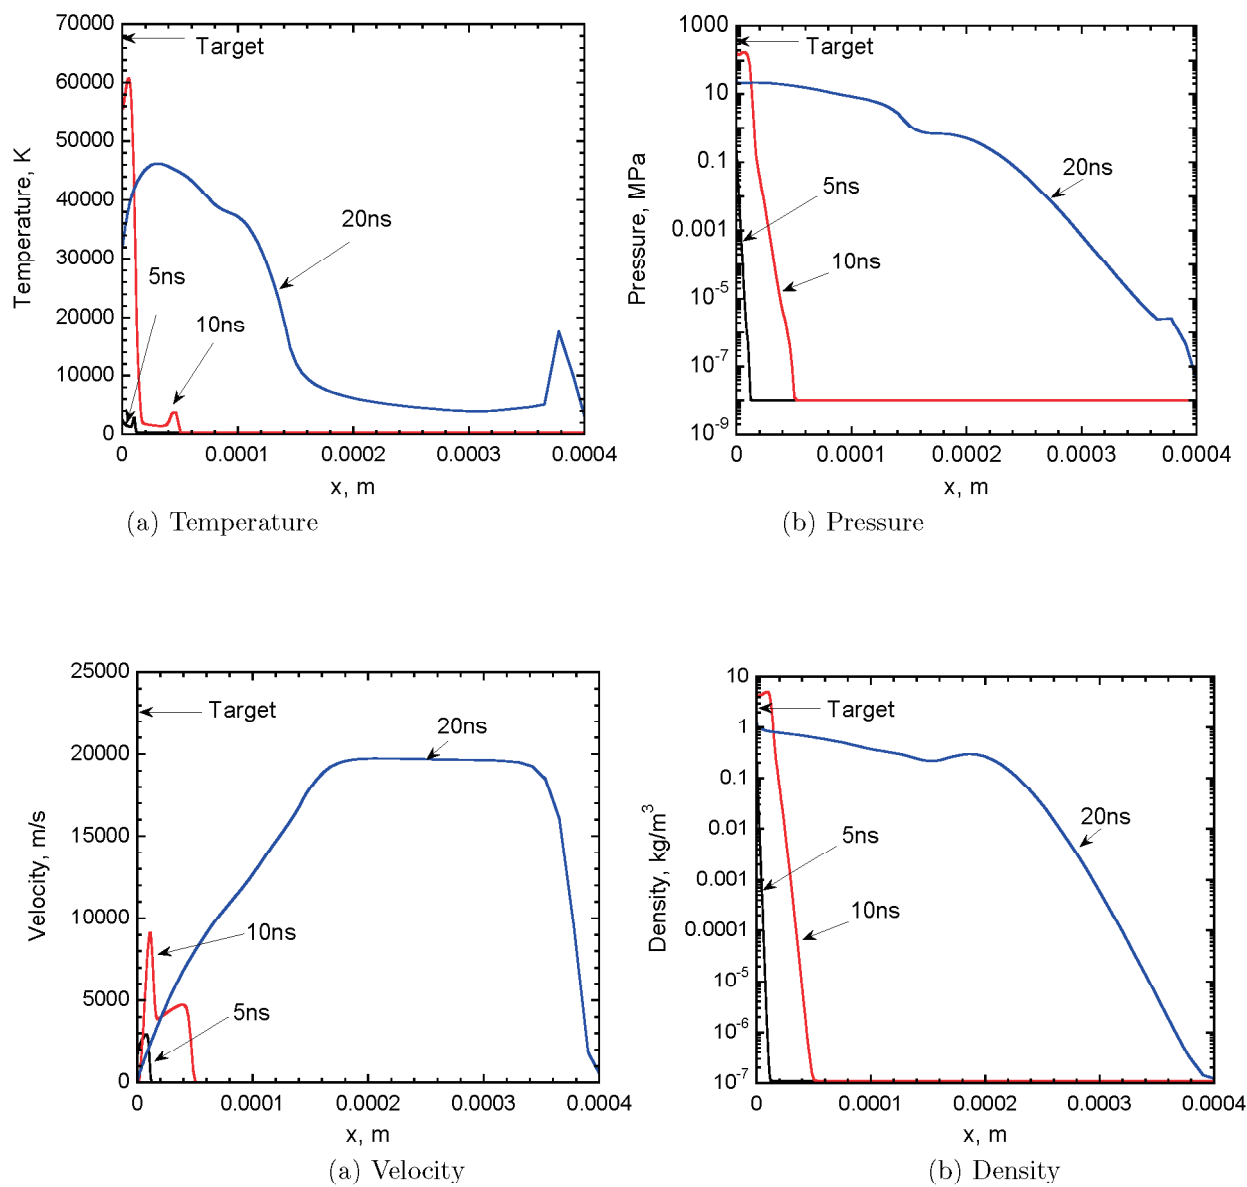 70000
60000
50000
40000
30000
20000
10000
0
Temperature, K
Target
20ns
5ns
10ns
0
0.0001
0.0002
0.0003
0.0004
x, m
(a) Temperature
1000
10
0.1
0.001
10-5
10-7
10-9
Pressure, MPa
Target
20ns
5ns
10ns
0
0.0001
0.0002
0.0003
0.0004
x, m
(b) Pressure
25000
20000
15000
10000
5000
0
Velocity, m/s
Target
20ns
10ns
5ns
0
0.0001
0.0002
0.0003
0.0004
x, m
(a) Velocity
10
1
0.1
0.01
0.001
0.0001
10-5
10-6
10-7
Density, kg/m3
Target
20ns
5ns
10ns
0
0.0001
0.0002
0.0003
0.0004
x, m
(b) Density